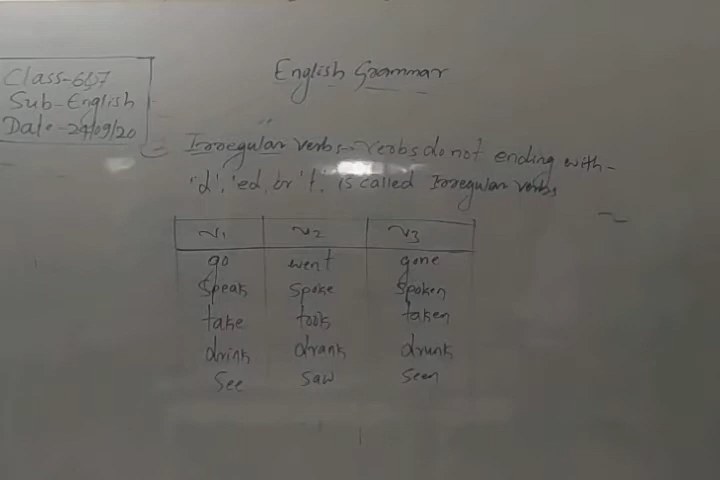 English Grammar
Class-6&7
Sub-English
Date-24/09/20
Irregular verbs-verbs do not ending with-
'd', 'ed, or 't, is called Irregular verbs
v1 v2 v3
go went gone
Speak Spoke Spoken
take took taken
drink drank drunk
See Saw Seen